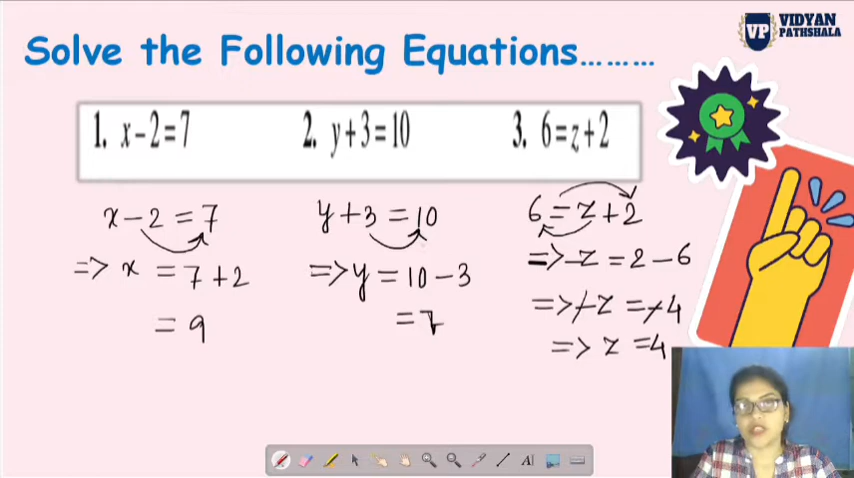 Solve the Following Equations.........
VIDYAN
PATHSHALA
VP
1. x-2=7
2. y+3=10
3. 6=z+2
x-2=7
=> x = 7+2
= 9
y+3=10
=> y = 10-3
= 7
6=z+2
=> -z = 2-6
=> -z = -4
=> z = 4
A